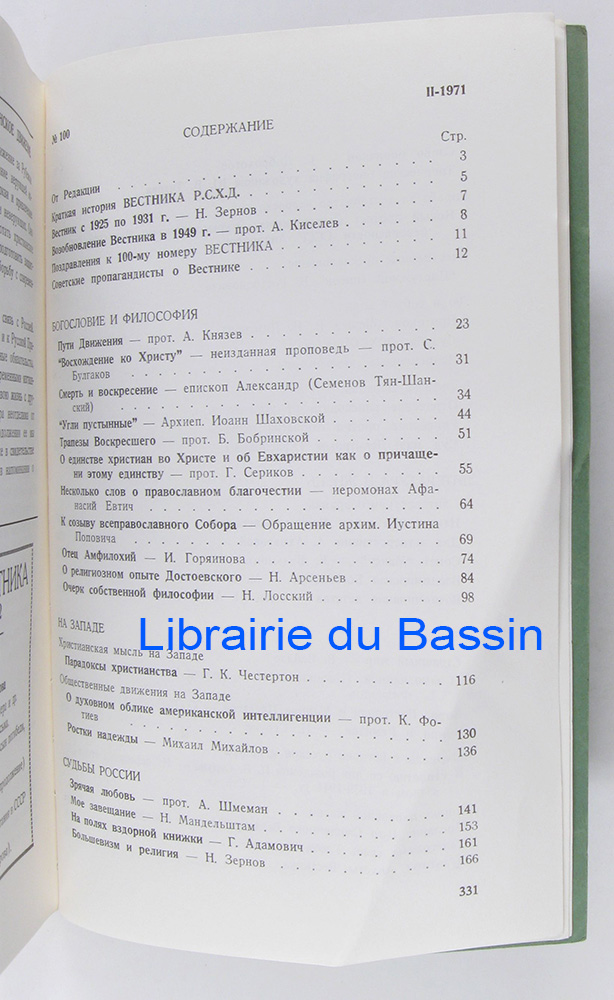 НСКОЕ ДВИЖЕН
ТНИКА
СССР
II-1971
№ 100
СОДЕРЖАНИЕ
Стр.
От Редакции . . . . . . . . . . . . . . 3
Краткая история ВЕСТНИКА Р.С.Х.Д. . . . . . . . 5
Вестник с 1925 по 1931 г. — Н. Зернов . . . . . . . 7
Возобновление Вестника в 1949 г. — прот. А. Киселев . . . 8
Поздравления к 100-му номеру ВЕСТНИКА . . . . . . 11
Советские пропагандисты о Вестнике . . . . . . . 12
БОГОСЛОВИЕ И ФИЛОСОФИЯ
Пути Движения — прот. А. Князев . . . . . . . . 23
"Восхождение ко Христу" — неизданная проповедь — прот. С.
Булгаков . . . . . . . . . . . . 31
Смерть и воскресение — епископ Александр (Семенов Тян-Шан-
ский) . . . . . . . . . . . . . 34
"Угли пустынные" — Архиеп. Иоанн Шаховской . . . . . 44
Трапезы Воскресшего — прот. Б. Бобринской . . . . . 51
О единстве христиан во Христе и об Евхаристии как о причаще-
ни этому единству — прот. Г. Сериков . . . . . . 55
Несколько слов о православном благочестии — иеромонах Афа-
насий Евтич . . . . . . . . . . . 64
К созыву всеправославного Собора — Обращение архим. Иустина
Поповича . . . . . . . . . . . . 69
Отец Амфилохий — И. Горяинова . . . . . . . . 74
О религиозном опыте Достоевского — Н. Арсеньев . . . . 84
Очерк собственной философии — Н. Лосский . . . . . 98
НА ЗАПАДЕ
Librairie du Bassin
Христианская мысль на Западе
Парадоксы христианства — Г. К. Честертон . . . . . . 116
Общественные движения на Западе
О духовном облике американской интеллигенции — прот. К. Фо-
тиев . . . . . . . . . . . . . 130
Ростки надежды — Михаил Михайлов . . . . . . . 136
СУДЬБЫ РОССИИ
Зрячая любовь — прот. А. Шмеман . . . . . . . . 141
Мое завещание — Н. Мандельштам . . . . . . . . 153
На полях вздорной книжки — Г. Адамович . . . . . . 161
Большевизм и религия — Н. Зернов . . . . . . . . 166
331